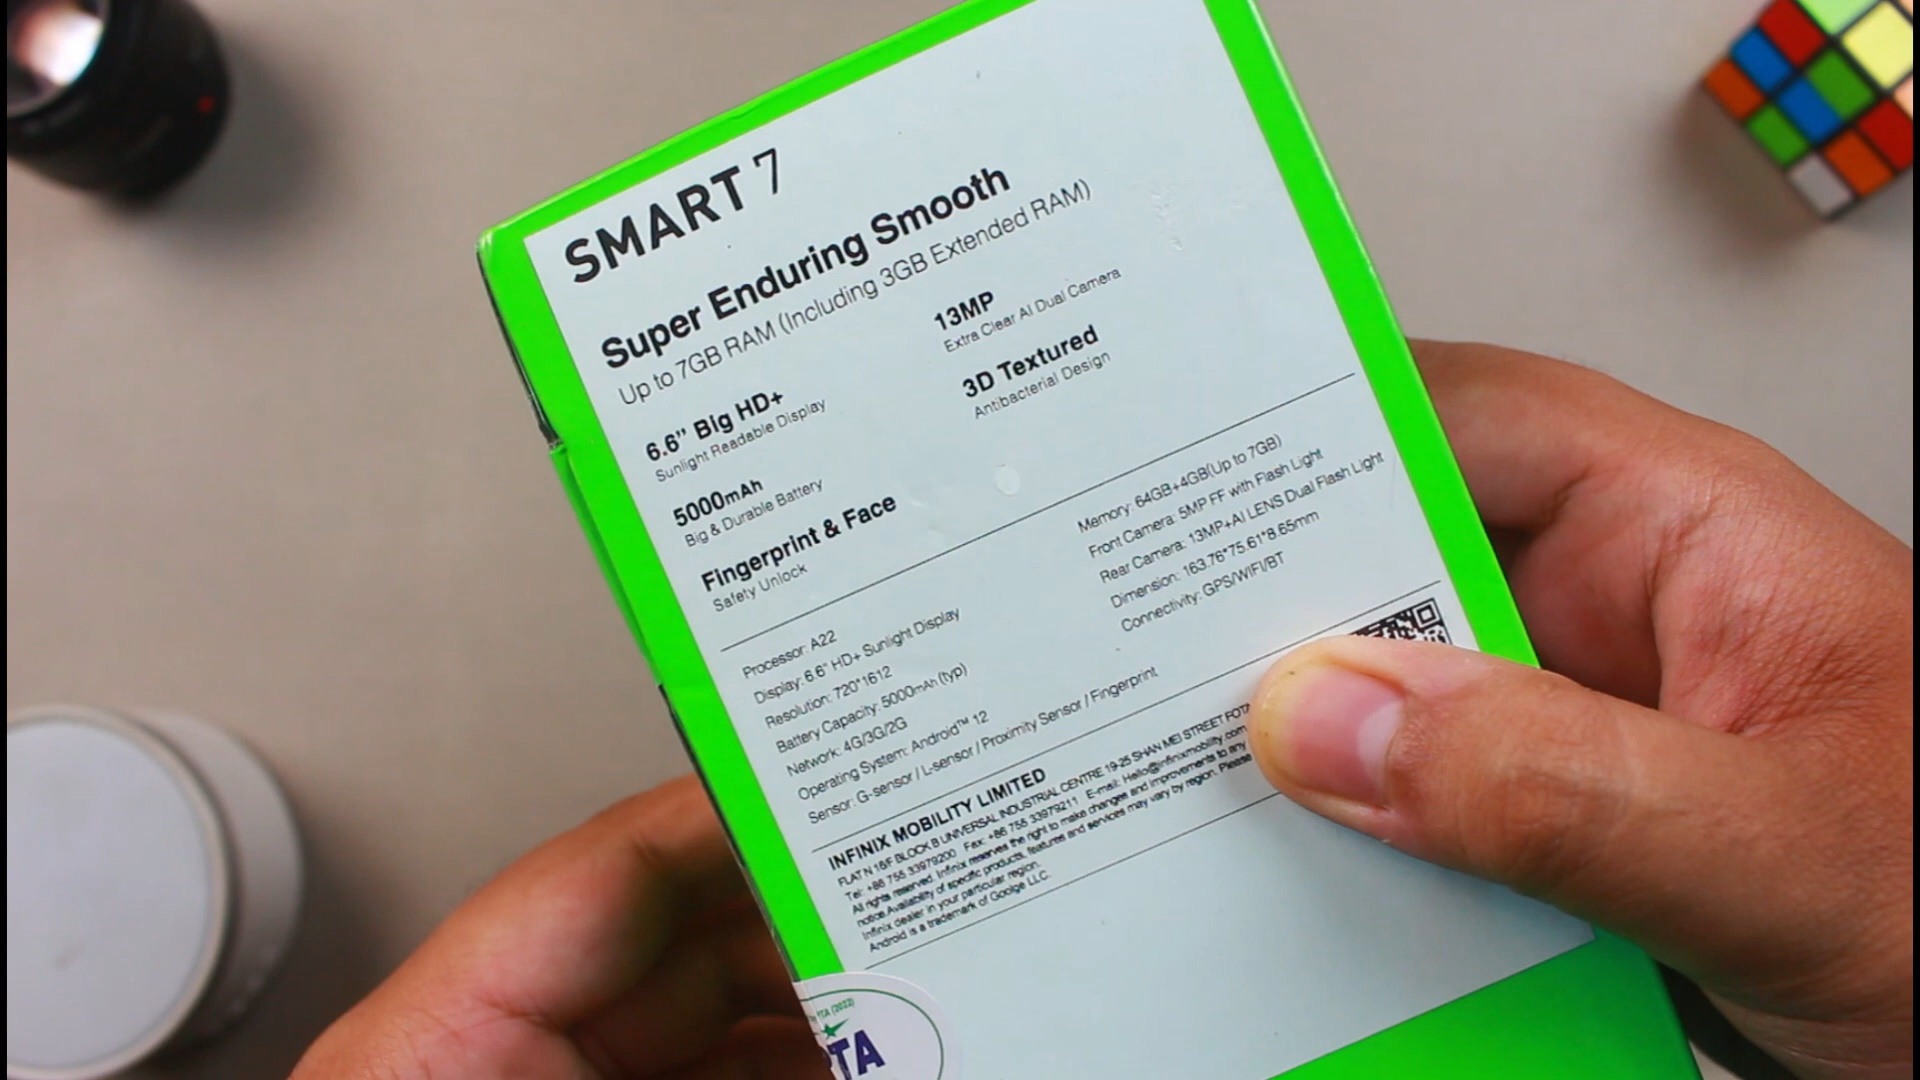 SMART 7
Super Enduring Smooth
Up to 7GB RAM (Including 3GB Extended RAM)
6.6” Big HD+
Sunlight Readable Display
13MP
Extra Clear AI Dual Camera
5000mAh
Big & Durable Battery
3D Textured
Antibacterial Design
Fingerprint & Face
Safety Unlock
Processor: A22
Display: 6.6" HD+ Sunlight Display
Resolution: 720*1612
Battery Capacity: 5000mAh (typ)
Network: 4G/3G/2G
Operating System: Android™ 12
Sensor: G-sensor / L-sensor / Proximity Sensor / Fingerprint
Memory: 64GB+4GB(Up to 7GB)
Front Camera: 5MP FF with Flash Light
Rear Camera: 13MP+AI LENS Dual Flash Light
Dimension: 163.76*75.61*8.65mm
Connectivity: GPS/WIFI/BT
INFINIX MOBILITY LIMITED
FLAT N 16/F BLOCK B UNIVERSAL INDUSTRIAL CENTRE 19-25 SHAN MEI STREET FOTA
Tel: +86 755 33979200 Fax: +86 755 33979211 E-mail: Hello@infinixmobility.com
All rights reserved. Infinix reserves the right to make changes and improvements to any
notice.Availability of specific products, features and services may vary by region. Please
Infinix dealer in your particular region.
Android is a trademark of Goolge LLC.
PTA (2022)
PTA